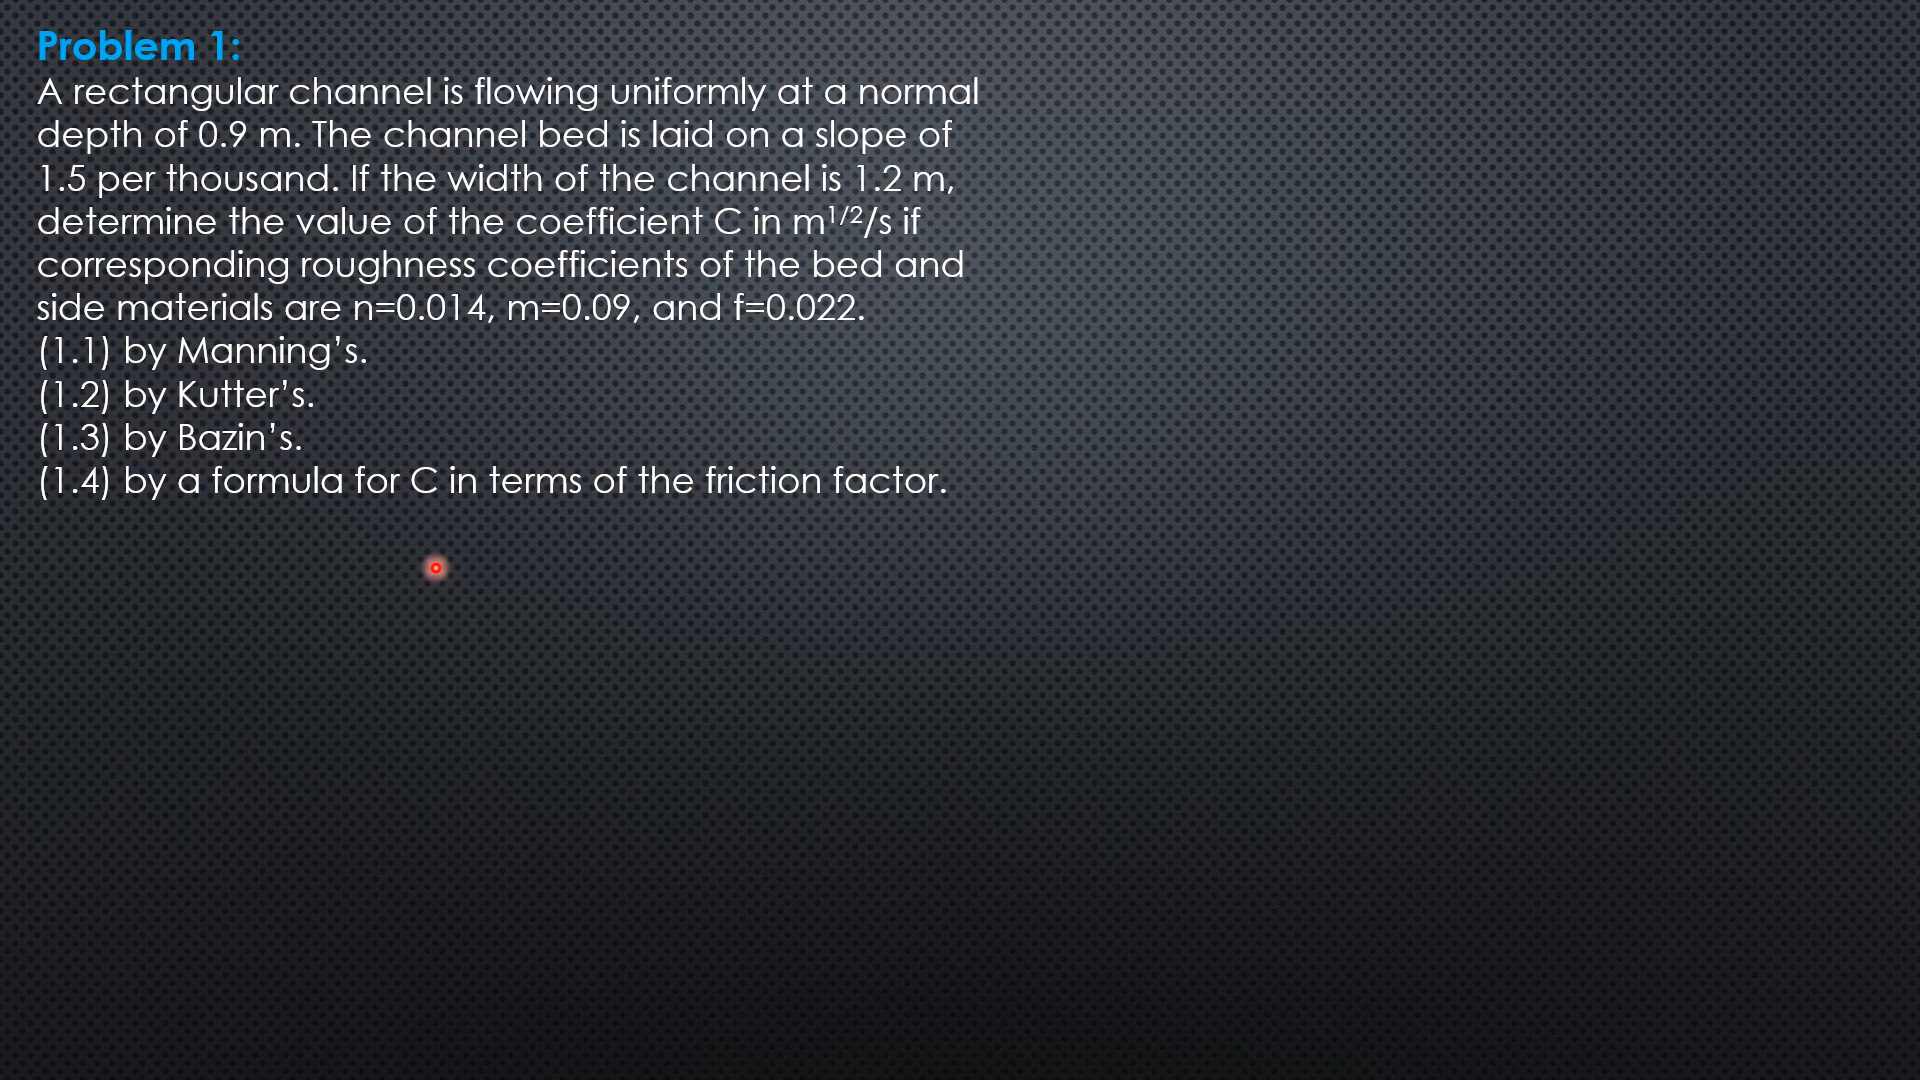 Problem 1:
A rectangular channel is flowing uniformly at a normal
depth of 0.9 m. The channel bed is laid on a slope of
1.5 per thousand. If the width of the channel is 1.2 m,
determine the value of the coefficient C in m^1/2/s if
corresponding roughness coefficients of the bed and
side materials are n=0.014, m=0.09, and f=0.022.
(1.1) by Manning’s.
(1.2) by Kutter’s.
(1.3) by Bazin’s.
(1.4) by a formula for C in terms of the friction factor.